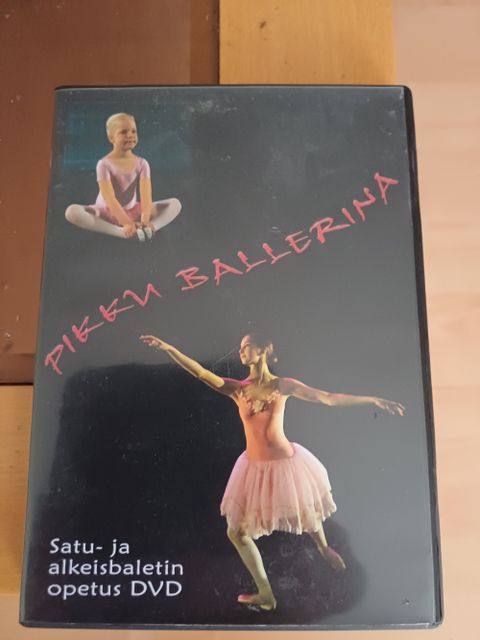 PIKKU BALLERINA
Satu- ja
alkeisbaletin
opetus DVD